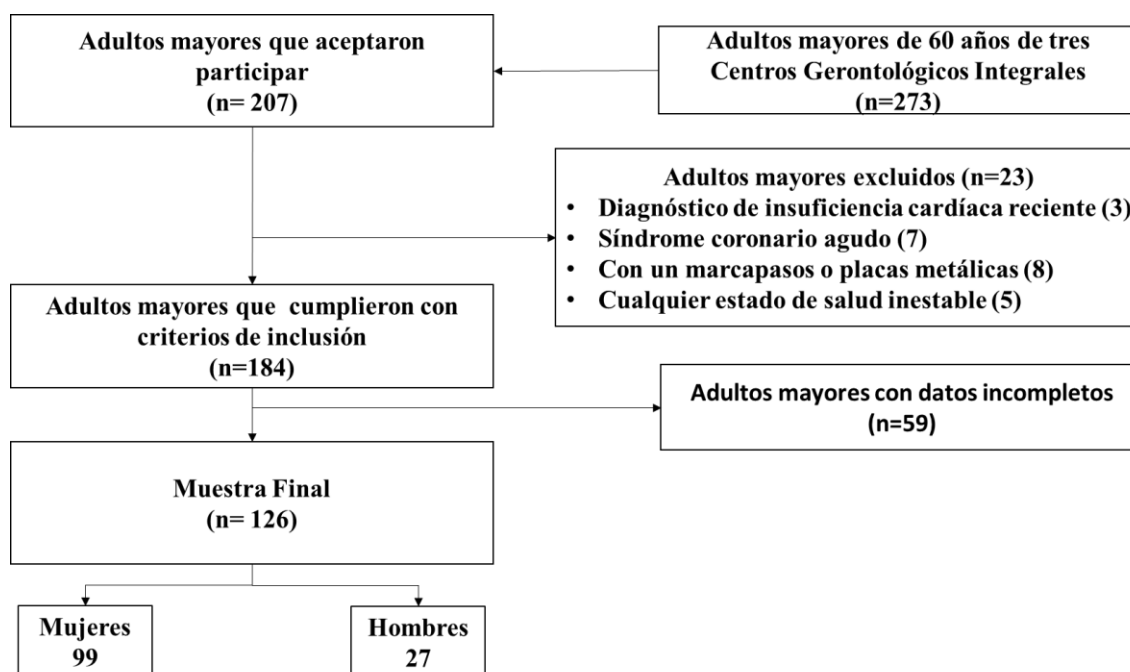 Adultos mayores que aceptaron
participar
(n= 207)
Adultos mayores de 60 años de tres
Centros Gerontológicos Integrales
(n=273)
Adultos mayores excluidos (n=23)
• Diagnóstico de insuficiencia cardíaca reciente (3)
• Síndrome coronario agudo (7)
• Con un marcapasos o placas metálicas (8)
• Cualquier estado de salud inestable (5)
Adultos mayores que cumplieron con
criterios de inclusión
(n=184)
Adultos mayores con datos incompletos
(n=59)
Muestra Final
(n= 126)
Mujeres
99
Hombres
27